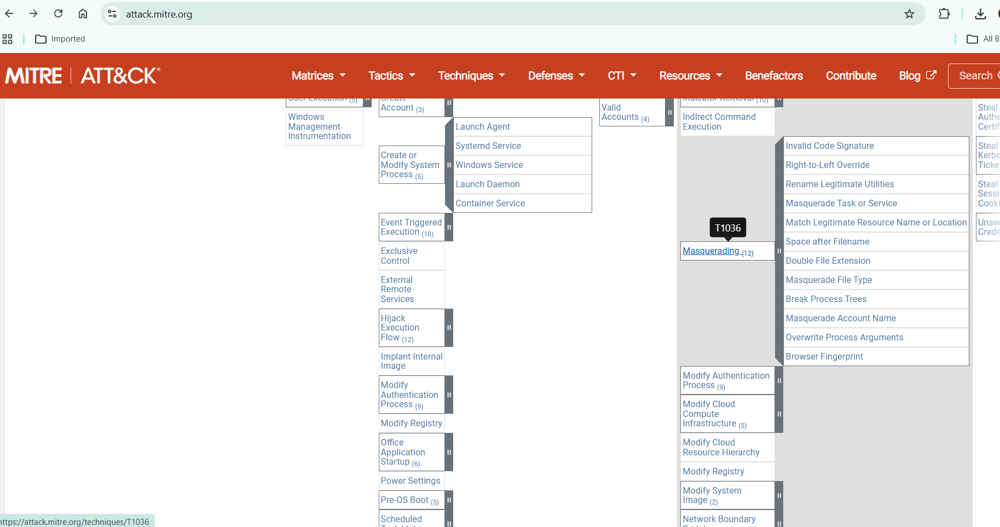 attack.mitre.org
Imported
All B
MITRE | ATT&CK®
Matrices
Tactics
Techniques
Defenses
CTI
Resources
Benefactors
Contribute
Blog
Search
User Execution (5)
Windows
Management
Instrumentation
Create
Account (3)
Create or
Modify System
Process (5)
Launch Agent
Systemd Service
Windows Service
Launch Daemon
Container Service
Event Triggered
Execution (18)
Exclusive
Control
External
Remote
Services
Hijack
Execution
Flow (12)
Implant Internal
Image
Modify
Authentication
Process (9)
Modify Registry
Office
Application
Startup (6)
Power Settings
Pre-OS Boot (5)
Scheduled
Valid
Accounts (4)
Indicator Removal (10)
Indirect Command
Execution
T1036
Masquerading (12)
Invalid Code Signature
Right-to-Left Override
Rename Legitimate Utilities
Masquerade Task or Service
Match Legitimate Resource Name or Location
Space after Filename
Double File Extension
Masquerade File Type
Break Process Trees
Masquerade Account Name
Overwrite Process Arguments
Browser Fingerprint
Modify Authentication
Process (9)
Modify Cloud
Compute
Infrastructure (5)
Modify Cloud
Resource Hierarchy
Modify Registry
Modify System
Image (2)
Network Boundary
Steal
Authe
Certif
Steal
Kerbe
Ticke
Steal
Sessi
Cooki
Unsec
Crede
https://attack.mitre.org/techniques/T1036